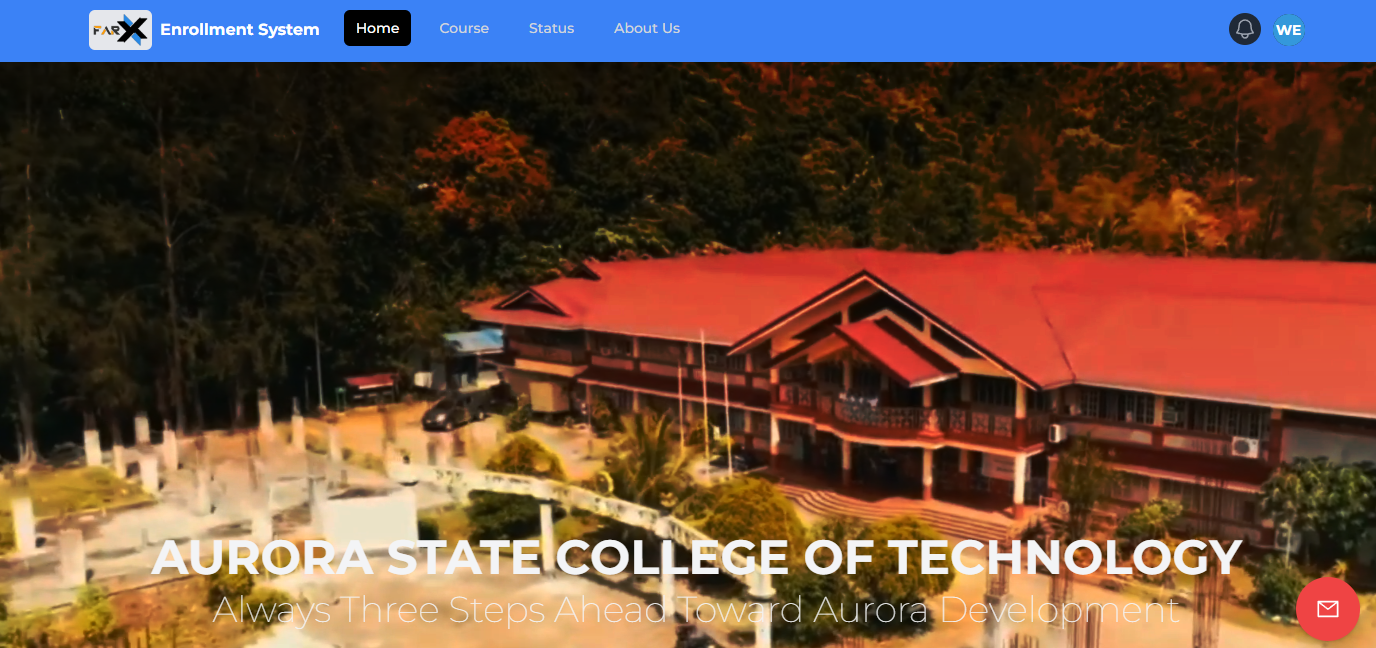 FARX Enrollment System Home Course Status About Us WE
AURORA STATE COLLEGE OF TECHNOLOGY
Always Three Steps Ahead Toward Aurora Development